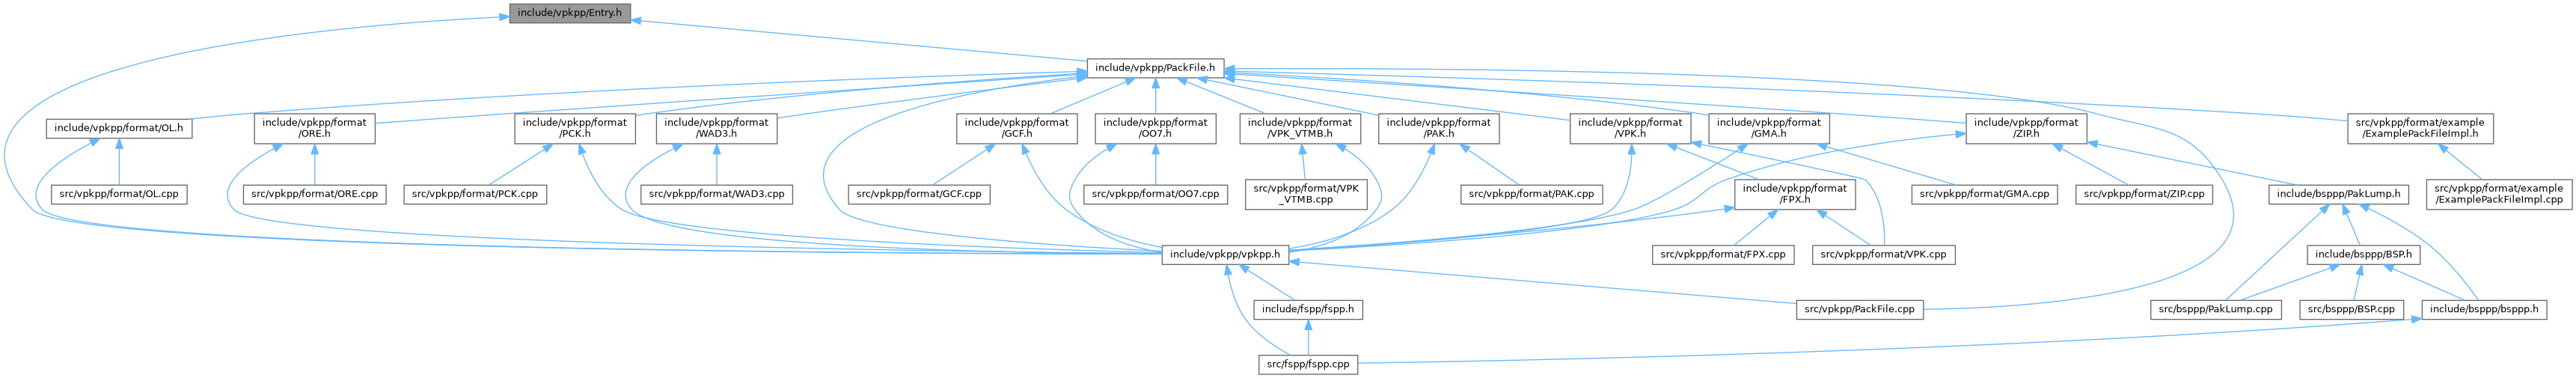 include/vpkpp/Entry.h
include/vpkpp/PackFile.h
include/vpkpp/format/OL.h
include/vpkpp/format
/ORE.h
include/vpkpp/format
/PCK.h
include/vpkpp/format
/WAD3.h
include/vpkpp/format
/GCF.h
include/vpkpp/format
/OO7.h
include/vpkpp/format
/VPK_VTMB.h
include/vpkpp/format
/PAK.h
include/vpkpp/format
/VPK.h
include/vpkpp/format
/GMA.h
include/vpkpp/format
/ZIP.h
src/vpkpp/format/example
/ExamplePackFileImpl.h
src/vpkpp/format/OL.cpp
src/vpkpp/format/ORE.cpp
src/vpkpp/format/PCK.cpp
src/vpkpp/format/WAD3.cpp
src/vpkpp/format/GCF.cpp
src/vpkpp/format/OO7.cpp
src/vpkpp/format/VPK
_VTMB.cpp
src/vpkpp/format/PAK.cpp
include/vpkpp/format
/FPX.h
src/vpkpp/format/GMA.cpp
src/vpkpp/format/ZIP.cpp
include/bsppp/PakLump.h
src/vpkpp/format/example
/ExamplePackFileImpl.cpp
include/vpkpp/vpkpp.h
src/vpkpp/format/FPX.cpp
src/vpkpp/format/VPK.cpp
include/bsppp/BSP.h
include/fspp/fspp.h
src/vpkpp/PackFile.cpp
src/bsppp/PakLump.cpp
src/bsppp/BSP.cpp
include/bsppp/bsppp.h
src/fspp/fspp.cpp